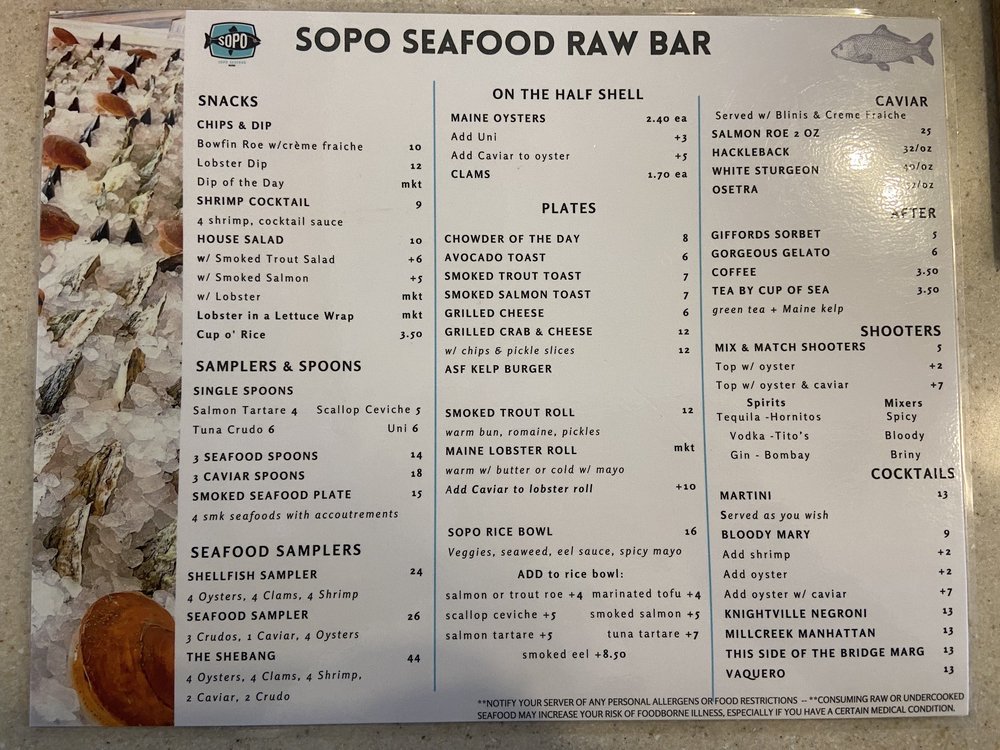 SOPO
SOPO SEAFOOD RAW BAR
SNACKS
CHIPS & DIP
Bowfin Roe w/crème fraiche 10
Lobster Dip 12
Dip of the Day mkt
SHRIMP COCKTAIL 9
4 shrimp, cocktail sauce
HOUSE SALAD 10
w/ Smoked Trout Salad +6
w/ Smoked Salmon +5
w/ Lobster mkt
Lobster in a Lettuce Wrap mkt
Cup o' Rice 3.50
SAMPLERS & SPOONS
SINGLE SPOONS
Salmon Tartare 4 Scallop Ceviche 5
Tuna Crudo 6 Uni 6
3 SEAFOOD SPOONS 14
3 CAVIAR SPOONS 18
SMOKED SEAFOOD PLATE 15
4 smk seafoods with accoutrements
SEAFOOD SAMPLERS
SHELLFISH SAMPLER 24
4 Oysters, 4 Clams, 4 Shrimp
SEAFOOD SAMPLER 26
3 Crudos, 1 Caviar, 4 Oysters
THE SHEBANG 44
4 Oysters, 4 Clams, 4 Shrimp,
2 Caviar, 2 Crudo
ON THE HALF SHELL
MAINE OYSTERS 2.40 ea
Add Uni +3
Add Caviar to oyster +5
CLAMS 1.70 ea
PLATES
CHOWDER OF THE DAY 8
AVOCADO TOAST 6
SMOKED TROUT TOAST 7
SMOKED SALMON TOAST 7
GRILLED CHEESE 6
GRILLED CRAB & CHEESE 12
w/ chips & pickle slices 12
ASF KELP BURGER
SMOKED TROUT ROLL 12
warm bun, romaine, pickles
MAINE LOBSTER ROLL mkt
warm w/ butter or cold w/ mayo
Add Caviar to lobster roll +10
SOPO RICE BOWL 16
Veggies, seaweed, eel sauce, spicy mayo
ADD to rice bowl:
salmon or trout roe +4 marinated tofu +4
scallop ceviche +5 smoked salmon +5
salmon tartare +5 tuna tartare +7
smoked eel +8.50
CAVIAR
Served w/ Blinis & Creme Fraiche
SALMON ROE 2 OZ 25
HACKLEBACK 32/oz
WHITE STURGEON
OSETRA
AFTER
GIFFORDS SORBET 5
GORGEOUS GELATO 6
COFFEE 3.50
TEA BY CUP OF SEA 3.50
green tea + Maine kelp
SHOOTERS
MIX & MATCH SHOOTERS 5
Top w/ oyster +2
Top w/ oyster & caviar +7
Spirits Mixers
Tequila -Hornitos Spicy
Vodka -Tito's Bloody
Gin - Bombay Briny
COCKTAILS
MARTINI 13
Served as you wish
BLOODY MARY 9
Add shrimp +2
Add oyster +2
Add oyster w/ caviar +7
KNIGHTVILLE NEGRONI 13
MILLCREEK MANHATTAN 13
THIS SIDE OF THE BRIDGE MARG 13
VAQUERO 13
**NOTIFY YOUR SERVER OF ANY PERSONAL ALLERGENS OR FOOD RESTRICTIONS -- **CONSUMING RAW OR UNDERCOOKED
SEAFOOD MAY INCREASE YOUR RISK OF FOODBORNE ILLNESS, ESPECIALLY IF YOU HAVE A CERTAIN MEDICAL CONDITION.